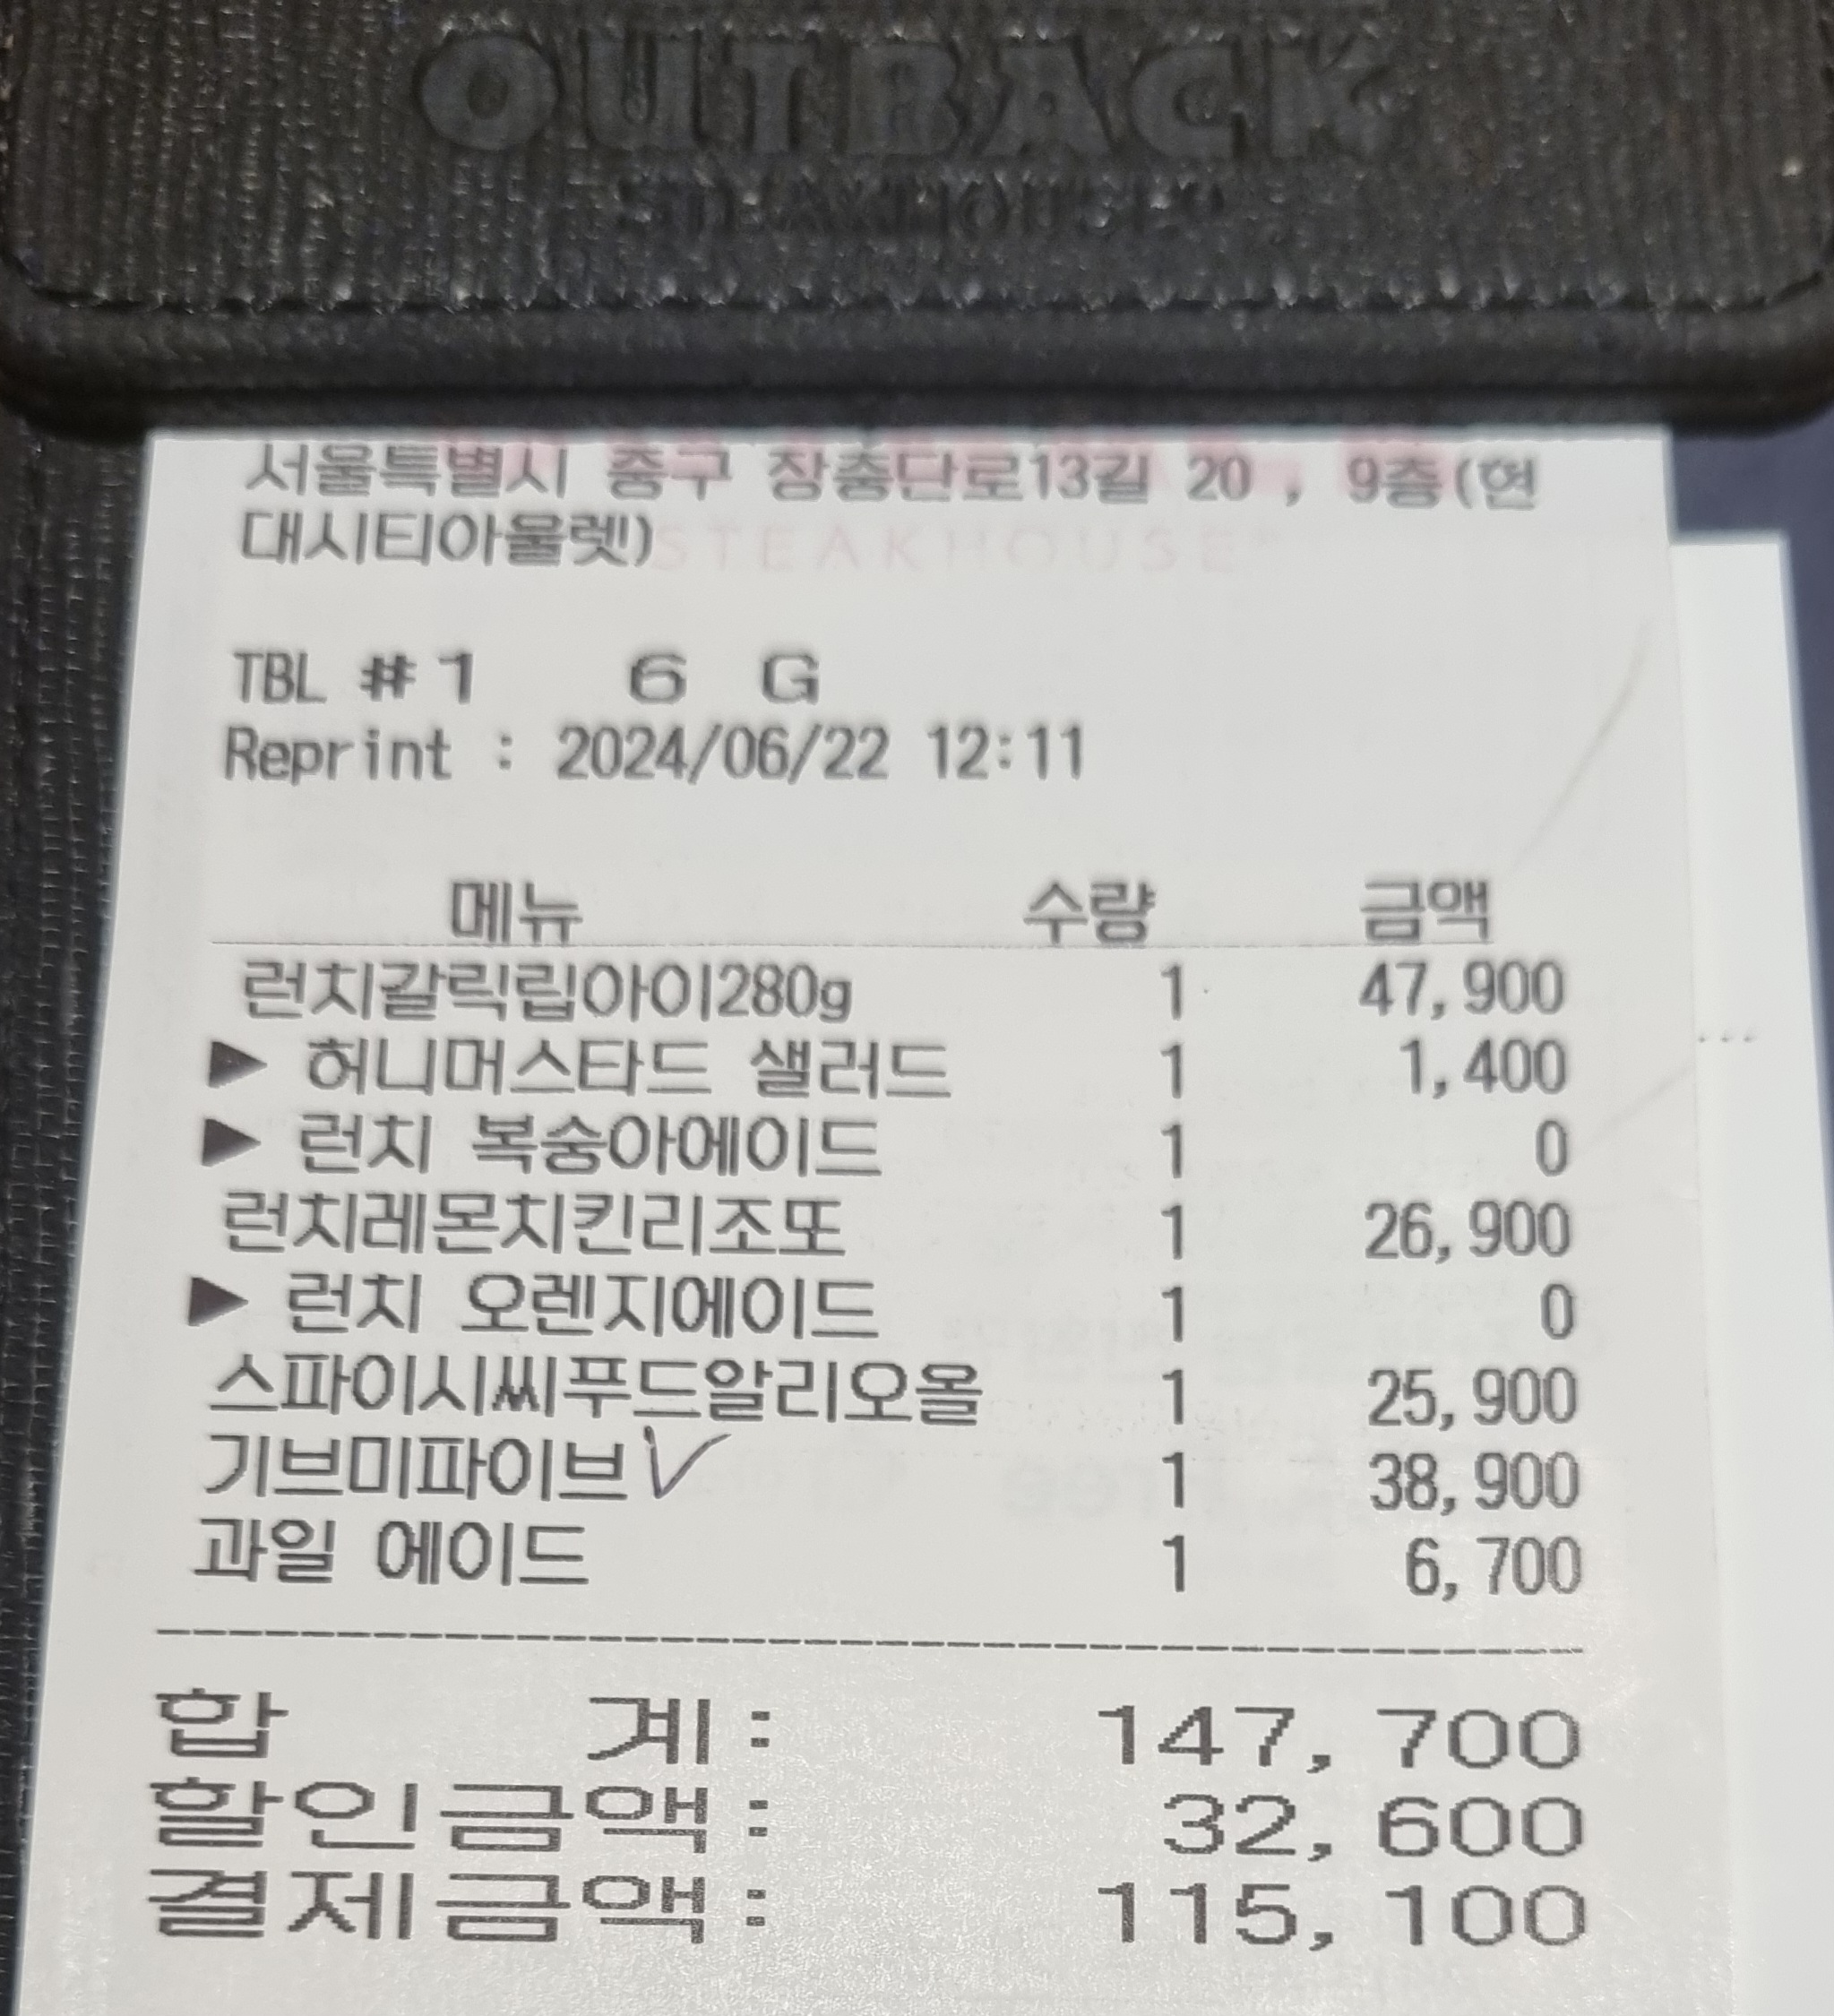 OUTBACK
STEAKHOUSE
서울특별시 중구 장충단로13길 20 , 9층(현
대시티아울렛)
STEAKHOUSE
TBL #1 6 G
Reprint : 2024/06/22 12:11
메뉴 수량 금액
런치갈릭립아이280g 1 47,900
▶ 허니머스타드 샐러드 1 1,400
▶ 런치 복숭아에이드 1 0
런치레몬치킨리조또 1 26,900
▶ 런치 오렌지에이드 1 0
스파이시씨푸드알리오올 1 25,900
기브미파이브 1 38,900
과일 에이드 1 6,700
합 계: 147,700
할인금액: 32,600
결제금액: 115,100